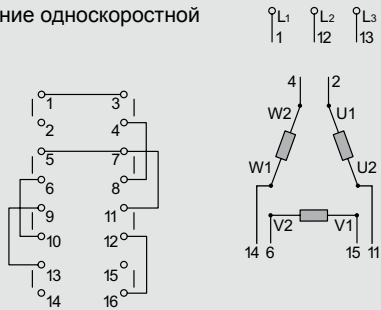 ние односкоростной
L1 L2 L3
1 12 13
4 2
W2 U1
W1 U2
V2 V1
14 6 15 11
1 3
2 4
5 7
6 8
9 11
10 12
13 15
14 16